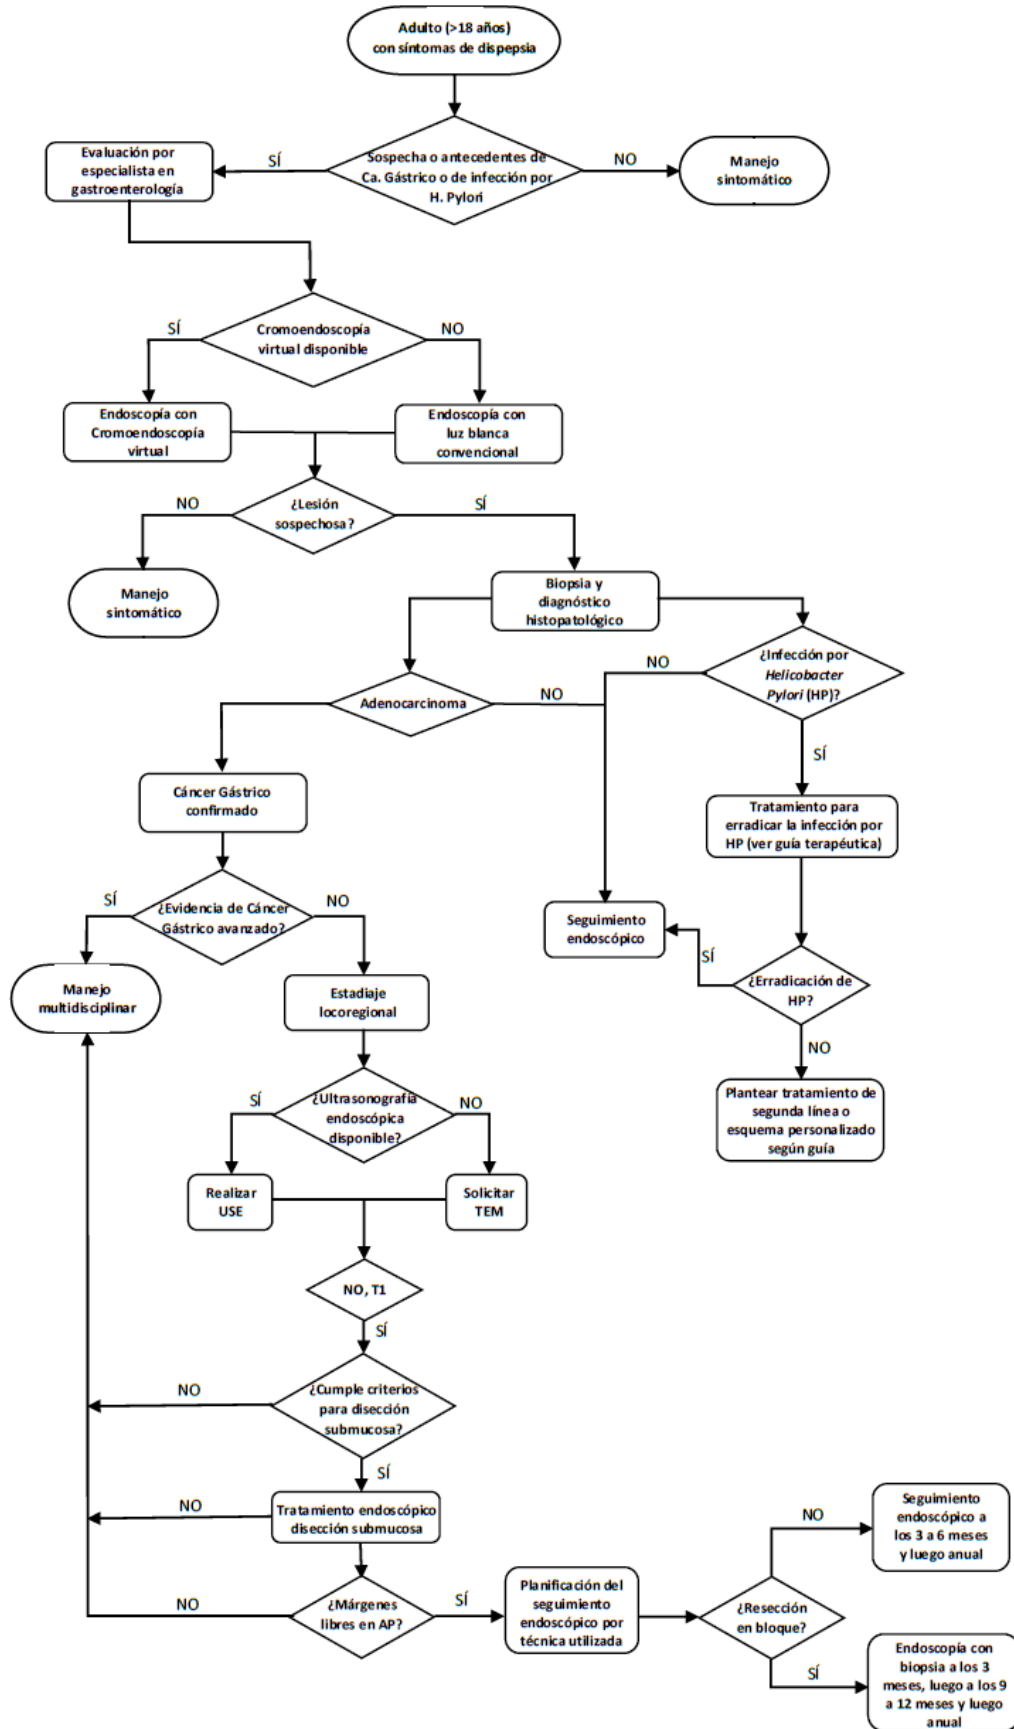 Adulto (>18 años)
con síntomas de dispepsia
Evaluación por
especialista en
gastroenterología
SÍ
Sospecha o antecedentes de
Ca. Gástrico o de infección por
H. Pylori
NO
Manejo
sintomático
SÍ
Cromoendoscopía
virtual disponible
NO
Endoscopía con
Cromoendoscopía
virtual
Endoscopía con
luz blanca
convencional
NO
¿Lesión
sospechosa?
SÍ
Manejo
sintomático
Biopsia y
diagnóstico
histopatológico
¿Infección por
Helicobacter
Pylori (HP)?
NO
Adenocarcinoma
NO
SÍ
Cáncer Gástrico
confirmado
Tratamiento para
erradicar la infección por
HP (ver guía terapéutica)
SÍ
¿Evidencia de Cáncer
Gástrico avanzado?
NO
Seguimiento
endoscópico
SÍ
¿Erradicación de
HP?
Manejo
multidisciplinar
Estadiaje
locoregional
NO
SÍ
¿Ultrasonografía
endoscópica
disponible?
NO
Plantear tratamiento de
segunda línea o
esquema personalizado
según guía
Realizar
USE
Solicitar
TEM
NO, T1
SÍ
NO
¿Cumple criterios
para disección
submucosa?
SÍ
NO
Tratamiento endoscópico
disección submucosa
NO
¿Márgenes
libres en AP?
SÍ
Planificación del
seguimiento
endoscópico por
técnica utilizada
¿Resección
en bloque?
NO
Seguimiento
endoscópico a
los 3 a 6 meses
y luego anual
SÍ
Endoscopía con
biopsia a los 3
meses, luego a los 9
a 12 meses y luego
anual